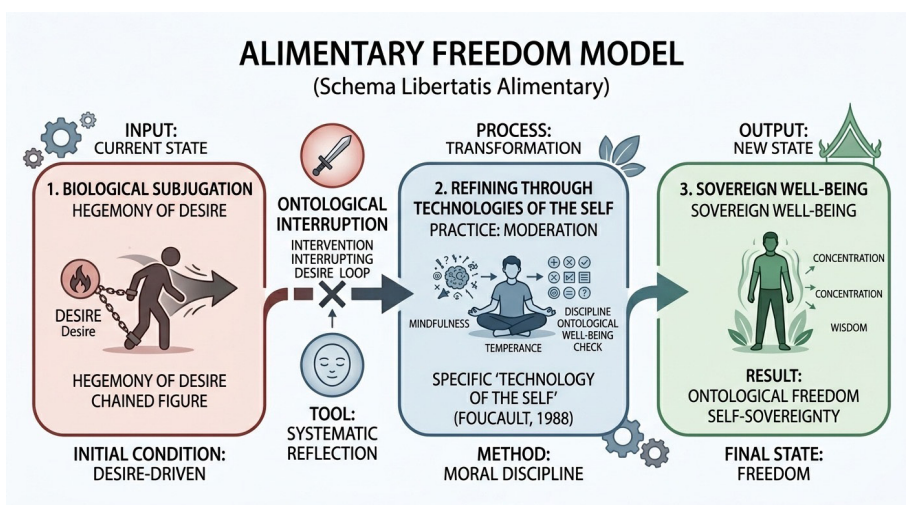 ALIMENTARY FREEDOM MODEL
(Schema Libertatis Alimentary)
INPUT:
CURRENT STATE
1. BIOLOGICAL SUBJUGATION
HEGEMONY OF DESIRE
DESIRE
Desire
HEGEMONY OF DESIRE
CHAINED FIGURE
INITIAL CONDITION:
DESIRE-DRIVEN
ONTOLOGICAL
INTERRUPTION
INTERVENTION
INTERRUPTING
DESIRE LOOP
TOOL:
SYSTEMATIC
REFLECTION
PROCESS:
TRANSFORMATION
2. REFINING THROUGH
TECHNOLOGIES OF THE SELF
PRACTICE: MODERATION
MINDFULNESS
TEMPERANCE
DISCIPLINE
ONTOLOGICAL
WELL-BEING
CHECK
SPECIFIC ‘TECHNOLOGY
OF THE SELF’
(FOUCAULT, 1988)
METHOD:
MORAL DISCIPLINE
OUTPUT:
NEW STATE
3. SOVEREIGN WELL-BEING
SOVEREIGN WELL-BEING
CONCENTRATION
CONCENTRATION
WISDOM
RESULT:
ONTOLOGICAL FREEDOM
SELF-SOVEREIGNTY
FINAL STATE:
FREEDOM